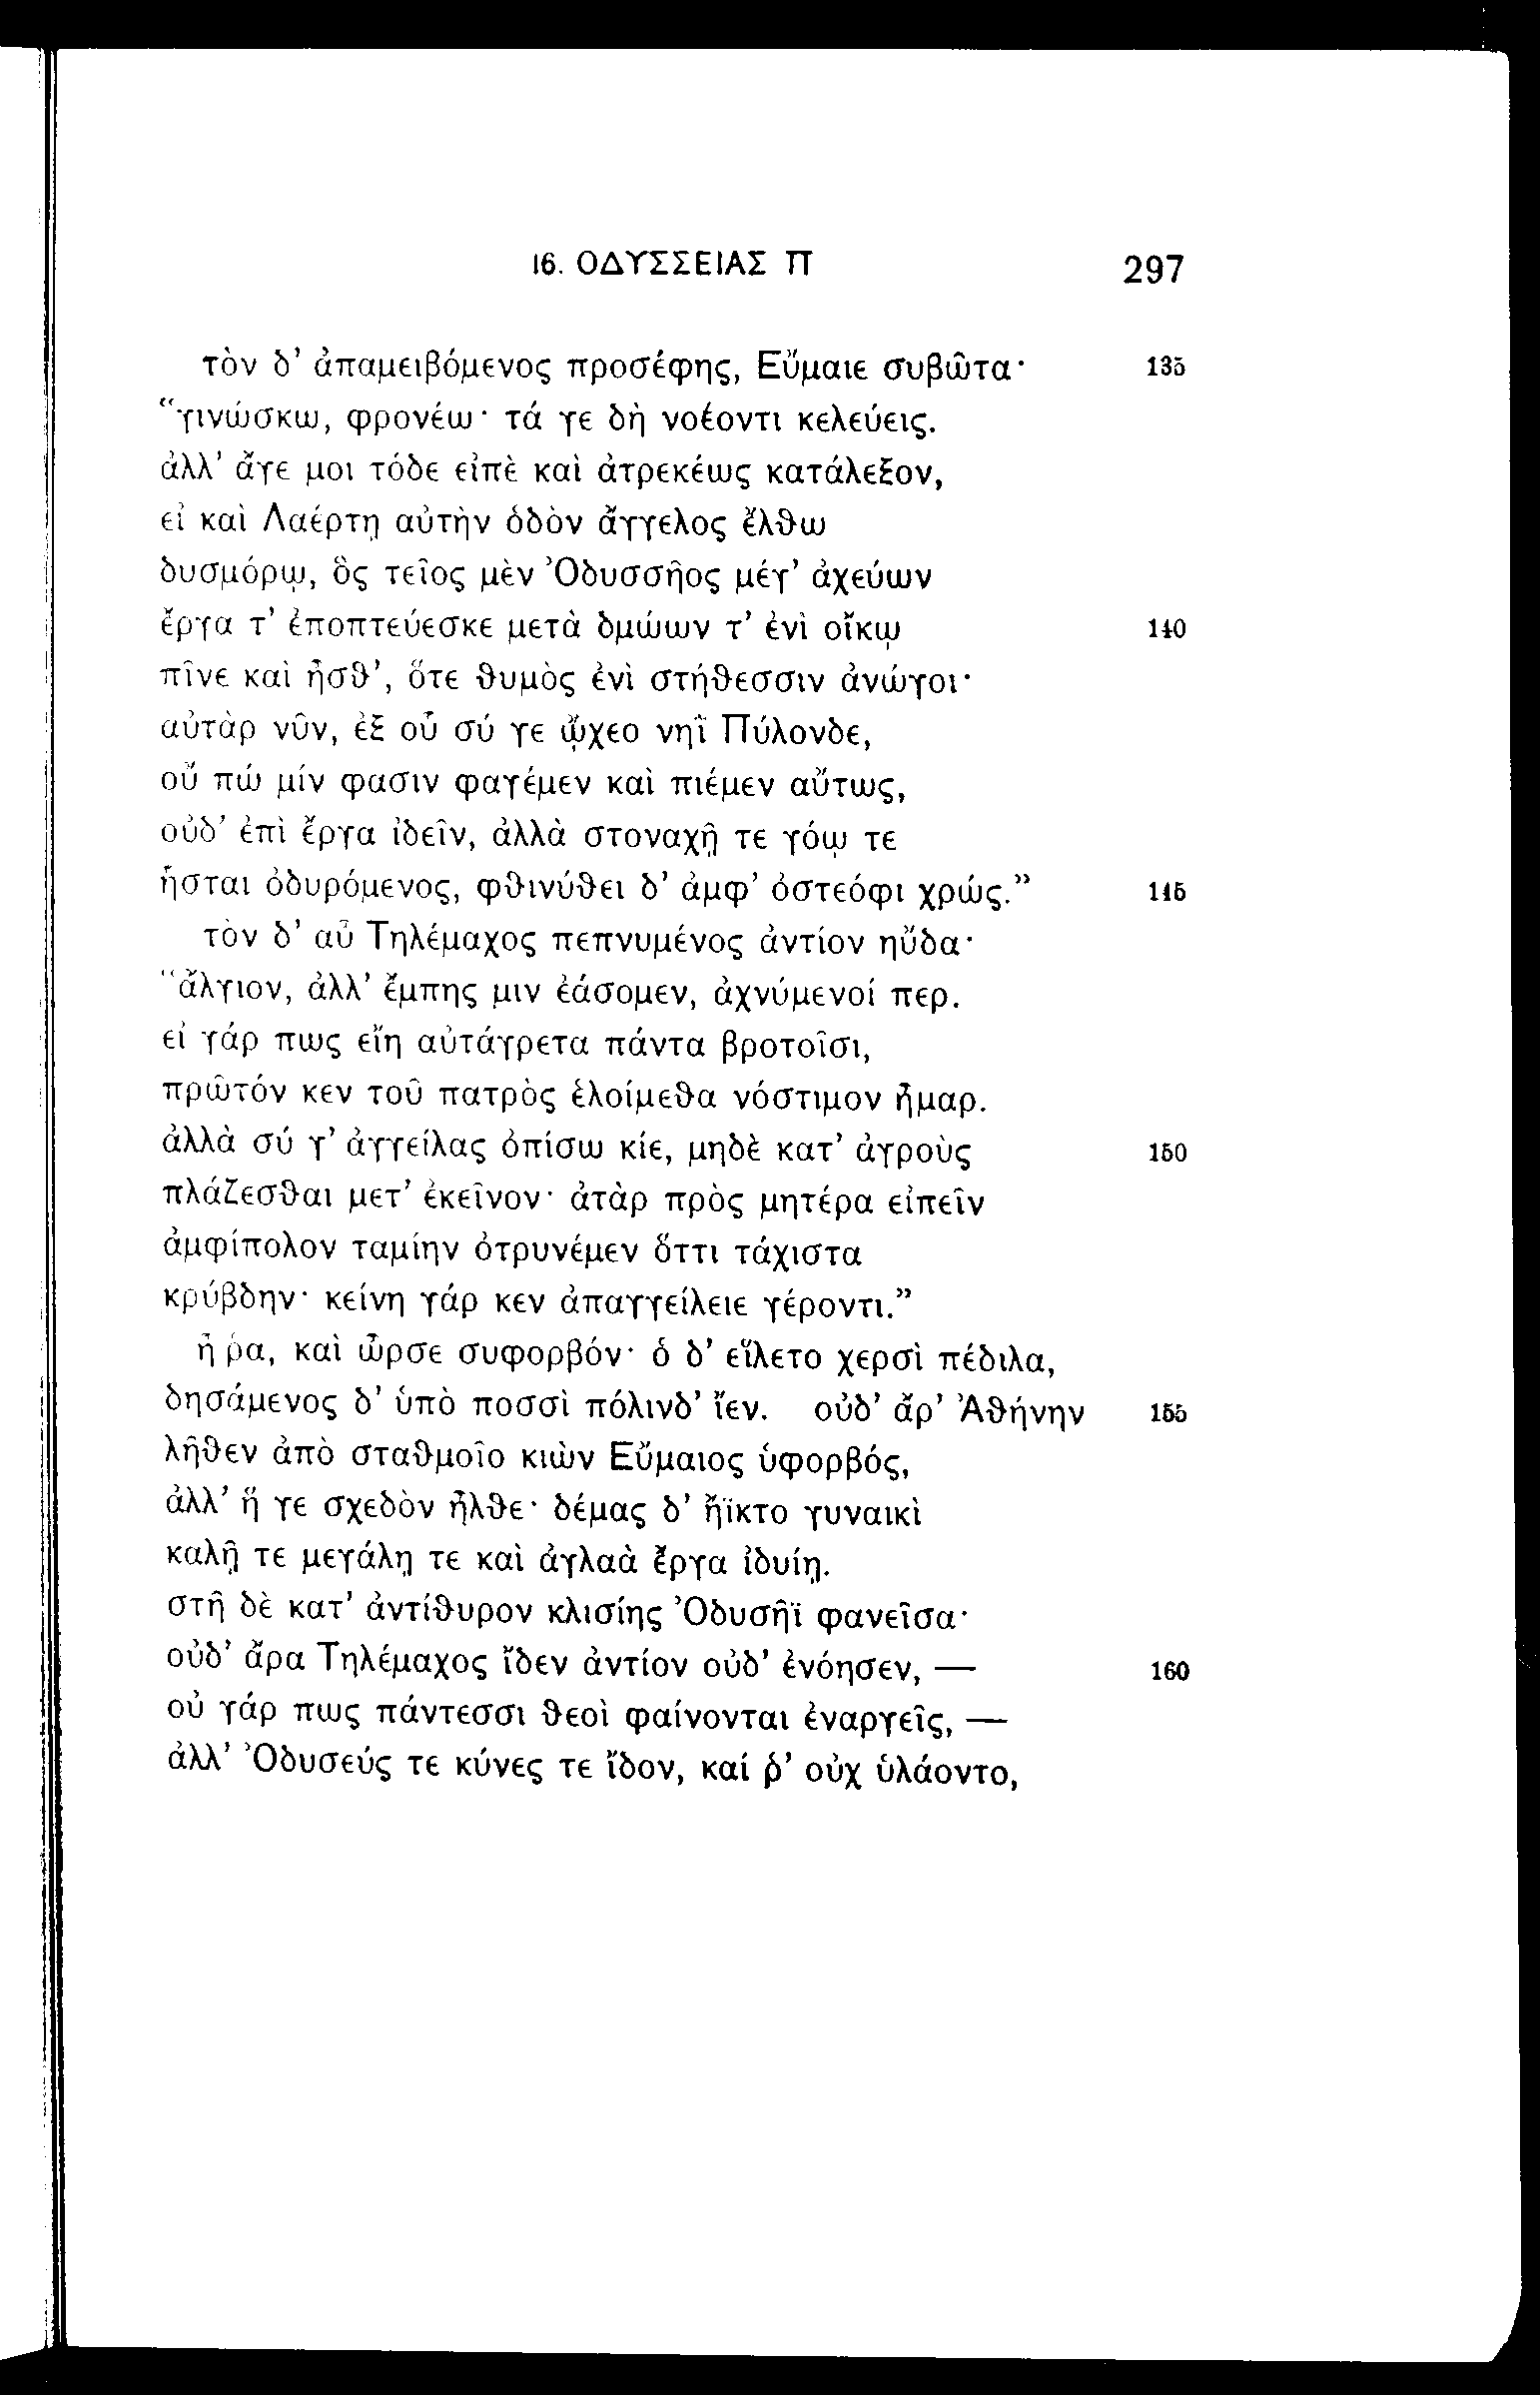 16. ΟΔΥΣΣΕΙΑΣ Π 297
τὸν δ’ ἀπαμειβόμενος προσέφης, Εὔμαιε συβῶτα· 135
“γινώσκω, φρονέω· τά γε δὴ νοέοντι κελεύεις.
ἀλλ’ ἄγε μοι τόδε εἰπὲ καὶ ἀτρεκέως κατάλεξον,
εἰ καὶ Λαέρτῃ αὐτὴν ὁδὸν ἄγγελος ἔλθω
δυσμόρῳ, ὃς τεῖος μὲν Ὀδυσσῆος μέγ’ ἀχεύων
ἔργα τ’ ἐποπτεύεσκε μετὰ δμώων τ’ ἐνὶ οἴκῳ 140
πῖνε καὶ ἦσθ’, ὅτε θυμὸς ἐνὶ στήθεσσιν ἀνώγοι·
αὐτὰρ νῦν, ἐξ οὗ σύ γε ᾤχεο νηῒ Πύλονδε,
οὔ πώ μίν φασιν φαγέμεν καὶ πιέμεν αὔτως,
οὐδ’ ἐπὶ ἔργα ἰδεῖν, ἀλλὰ στοναχῇ τε γόῳ τε
ἧσται ὀδυρόμενος, φθινύθει δ’ ἀμφ’ ὀστεόφι χρώς.” 145
τὸν δ’ αὖ Τηλέμαχος πεπνυμένος ἀντίον ηὔδα·
“ἄλγιον, ἀλλ’ ἔμπης μιν ἐάσομεν, ἀχνύμενοί περ.
εἰ γάρ πως εἴη αὐτάγρετα πάντα βροτοῖσι,
πρῶτόν κεν τοῦ πατρὸς ἑλοίμεθα νόστιμον ἦμαρ.
ἀλλὰ σύ γ’ ἀγγείλας ὀπίσω κίε, μηδὲ κατ’ ἀγροὺς 150
πλάζεσθαι μετ’ ἐκεῖνον· ἀτὰρ πρὸς μητέρα εἰπεῖν
ἀμφίπολον ταμίην ὀτρυνέμεν ὅττι τάχιστα
κρύβδην· κείνη γάρ κεν ἀπαγγείλειε γέροντι.”
ἦ ῥα, καὶ ὦρσε συφορβόν· ὁ δ’ εἵλετο χερσὶ πέδιλα,
δησάμενος δ’ ὑπὸ ποσσὶ πόλινδ’ ἴεν. οὐδ’ ἄρ’ Ἀθήνην 155
λῆθεν ἀπὸ σταθμοῖο κιὼν Εὔμαιος ὑφορβός,
ἀλλ’ ἥ γε σχεδὸν ἦλθε· δέμας δ’ ἤϊκτο γυναικὶ
καλῇ τε μεγάλῃ τε καὶ ἀγλαὰ ἔργα ἰδυίῃ.
στῆ δὲ κατ’ ἀντίθυρον κλισίης Ὀδυσῆϊ φανεῖσα·
οὐδ’ ἄρα Τηλέμαχος ἴδεν ἀντίον οὐδ’ ἐνόησεν, — 160
οὐ γάρ πως πάντεσσι θεοὶ φαίνονται ἐναργεῖς, —
ἀλλ’ Ὀδυσεύς τε κύνες τε ἴδον, καί ῥ’ οὐχ ὑλάοντο,